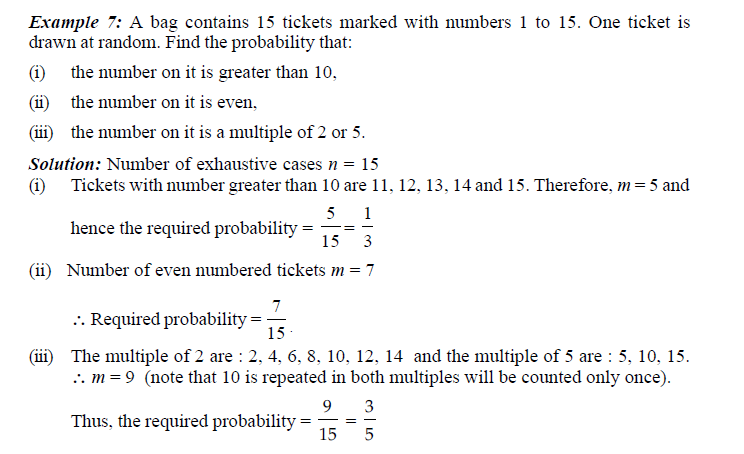 Example 7: A bag contains 15 tickets marked with numbers 1 to 15. One ticket is
drawn at random. Find the probability that:
(i) the number on it is greater than 10,
(ii) the number on it is even,
(iii) the number on it is a multiple of 2 or 5.
Solution: Number of exhaustive cases n = 15
(i) Tickets with number greater than 10 are 11, 12, 13, 14 and 15. Therefore, m = 5 and
hence the required probability = 5/15 = 1/3
(ii) Number of even numbered tickets m = 7
∴ Required probability = 7/15.
(iii) The multiple of 2 are : 2, 4, 6, 8, 10, 12, 14 and the multiple of 5 are : 5, 10, 15.
∴ m = 9 (note that 10 is repeated in both multiples will be counted only once).
Thus, the required probability = 9/15 = 3/5